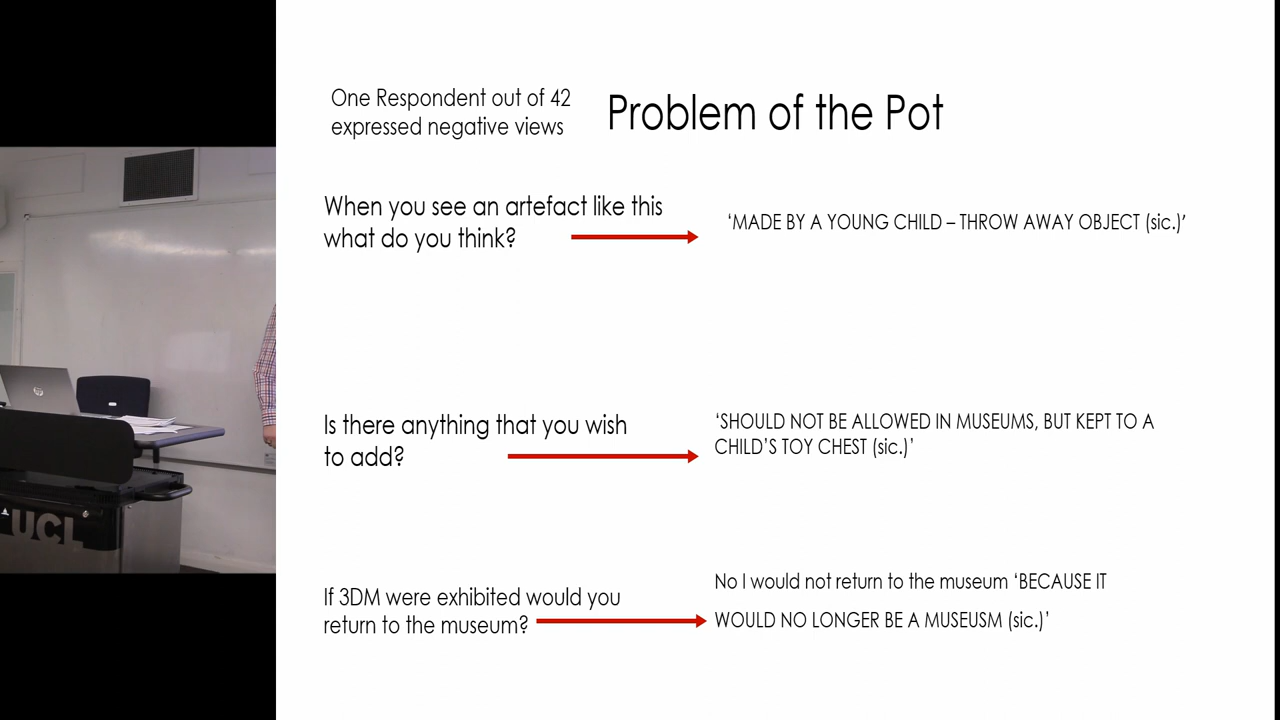 One Respondent out of 42
expressed negative views
Problem of the Pot
When you see an artefact like this
what do you think?
‘MADE BY A YOUNG CHILD – THROW AWAY OBJECT (sic.)’
Is there anything that you wish
to add?
‘SHOULD NOT BE ALLOWED IN MUSEUMS, BUT KEPT TO A
CHILD’S TOY CHEST (sic.)’
If 3DM were exhibited would you
return to the museum?
No I would not return to the museum ‘BECAUSE IT
WOULD NO LONGER BE A MUSEUSM (sic.)’
UCL